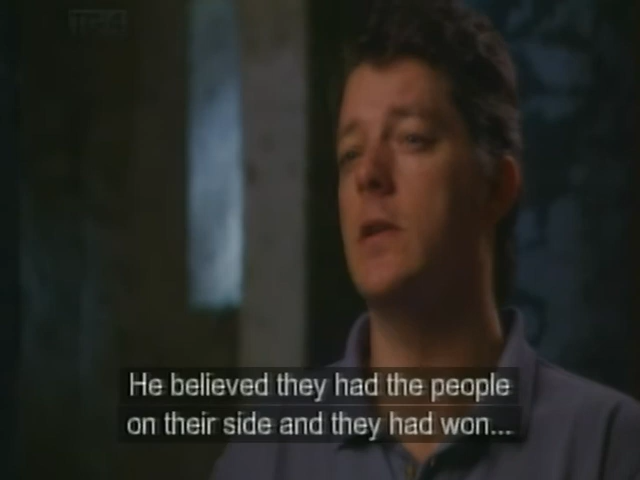 He believed they had the people
on their side and they had won...